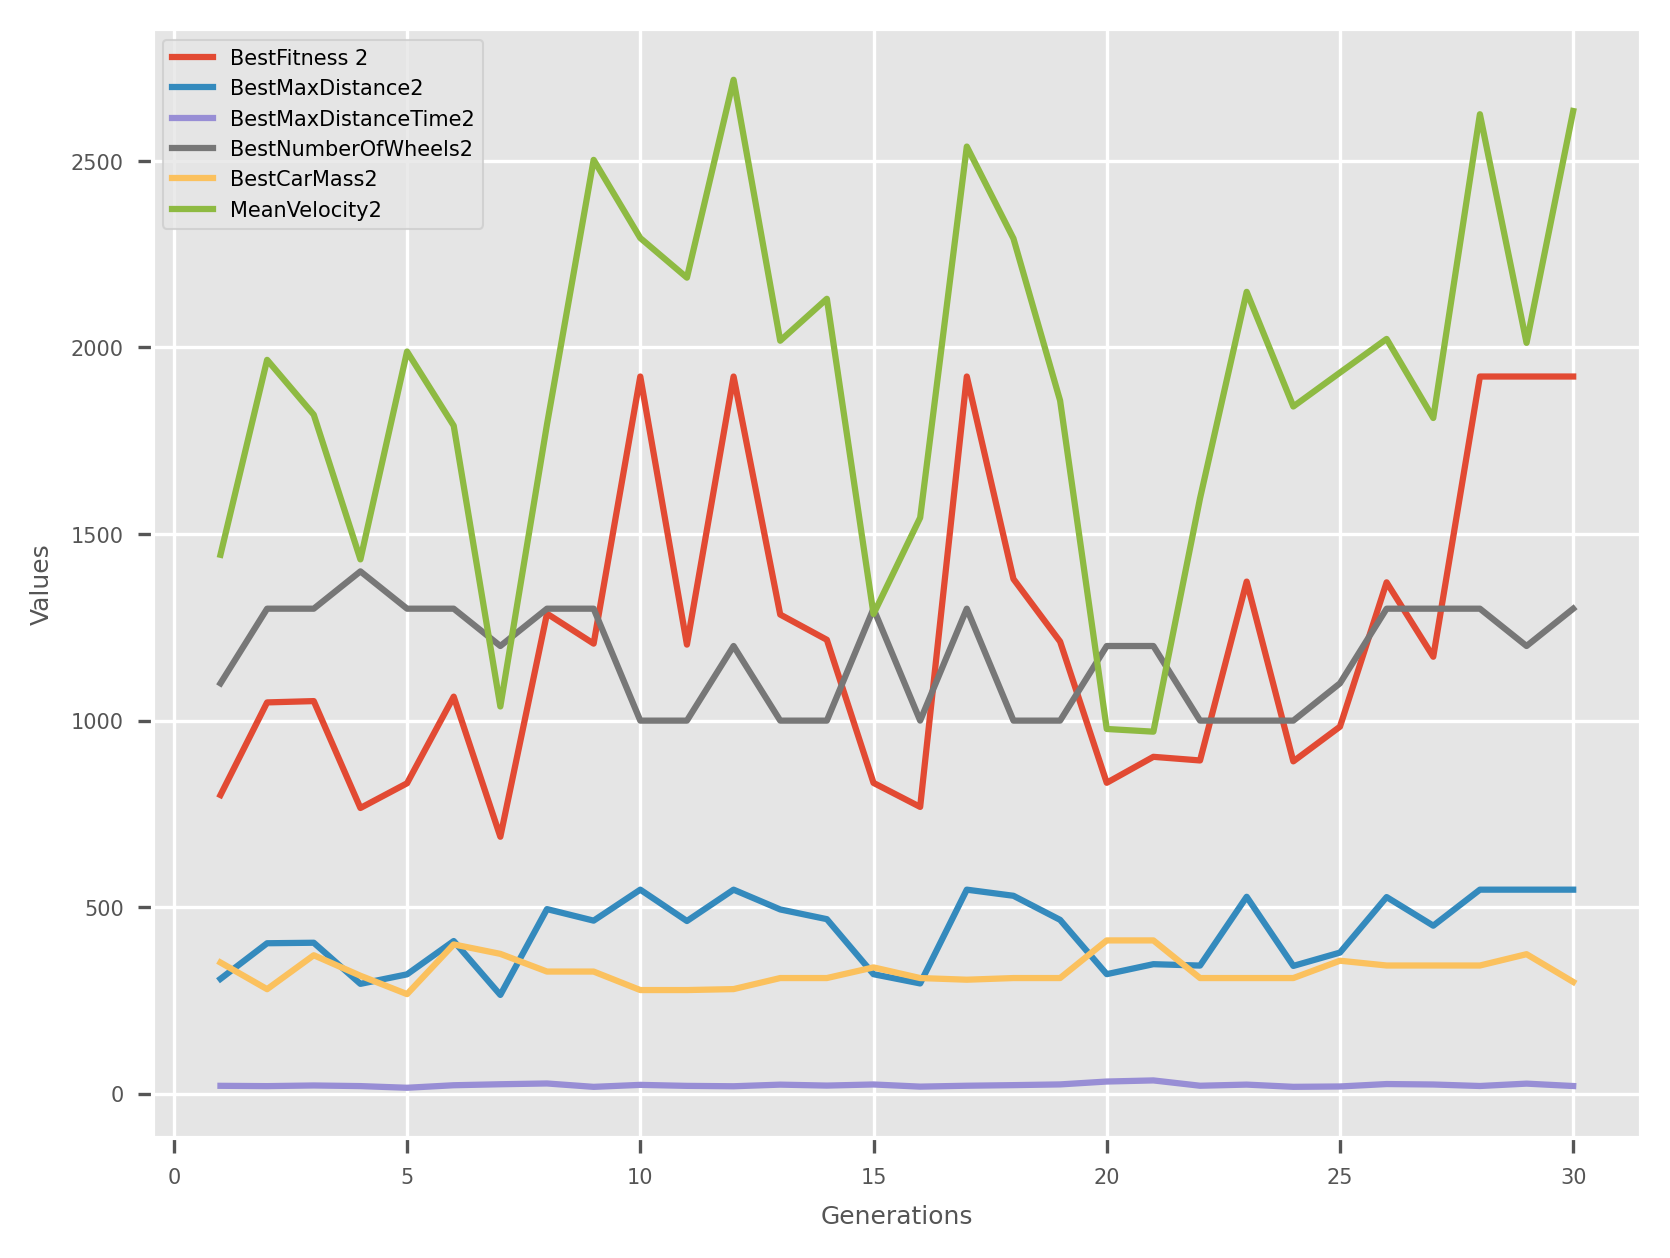 BestFitness 2
BestMaxDistance2
BestMaxDistanceTime2
BestNumberOfWheels2
BestCarMass2
MeanVelocity2
2500
2000
1500
1000
500
0
Values
0 5 10 15 20 25 30
Generations